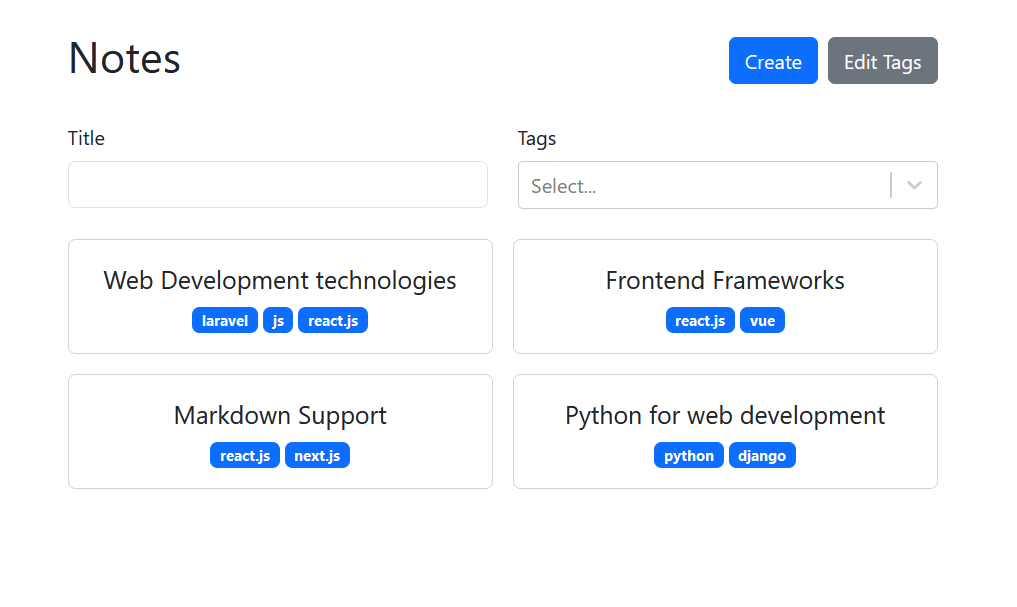 Notes
Create
Edit Tags
Title
Tags
Select...
Web Development technologies
laravel js react.js
Frontend Frameworks
react.js vue
Markdown Support
react.js next.js
Python for web development
python django